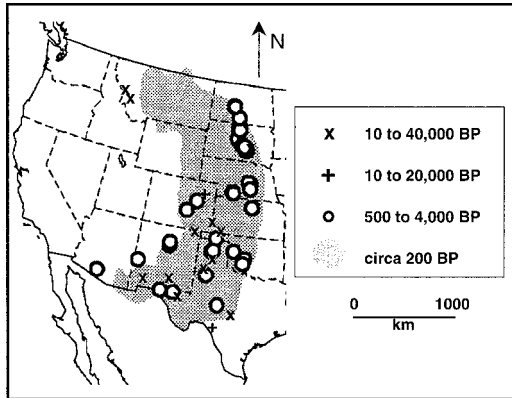 N
x 10 to 40,000 BP
+ 10 to 20,000 BP
o 500 to 4,000 BP
circa 200 BP
0 1000
km